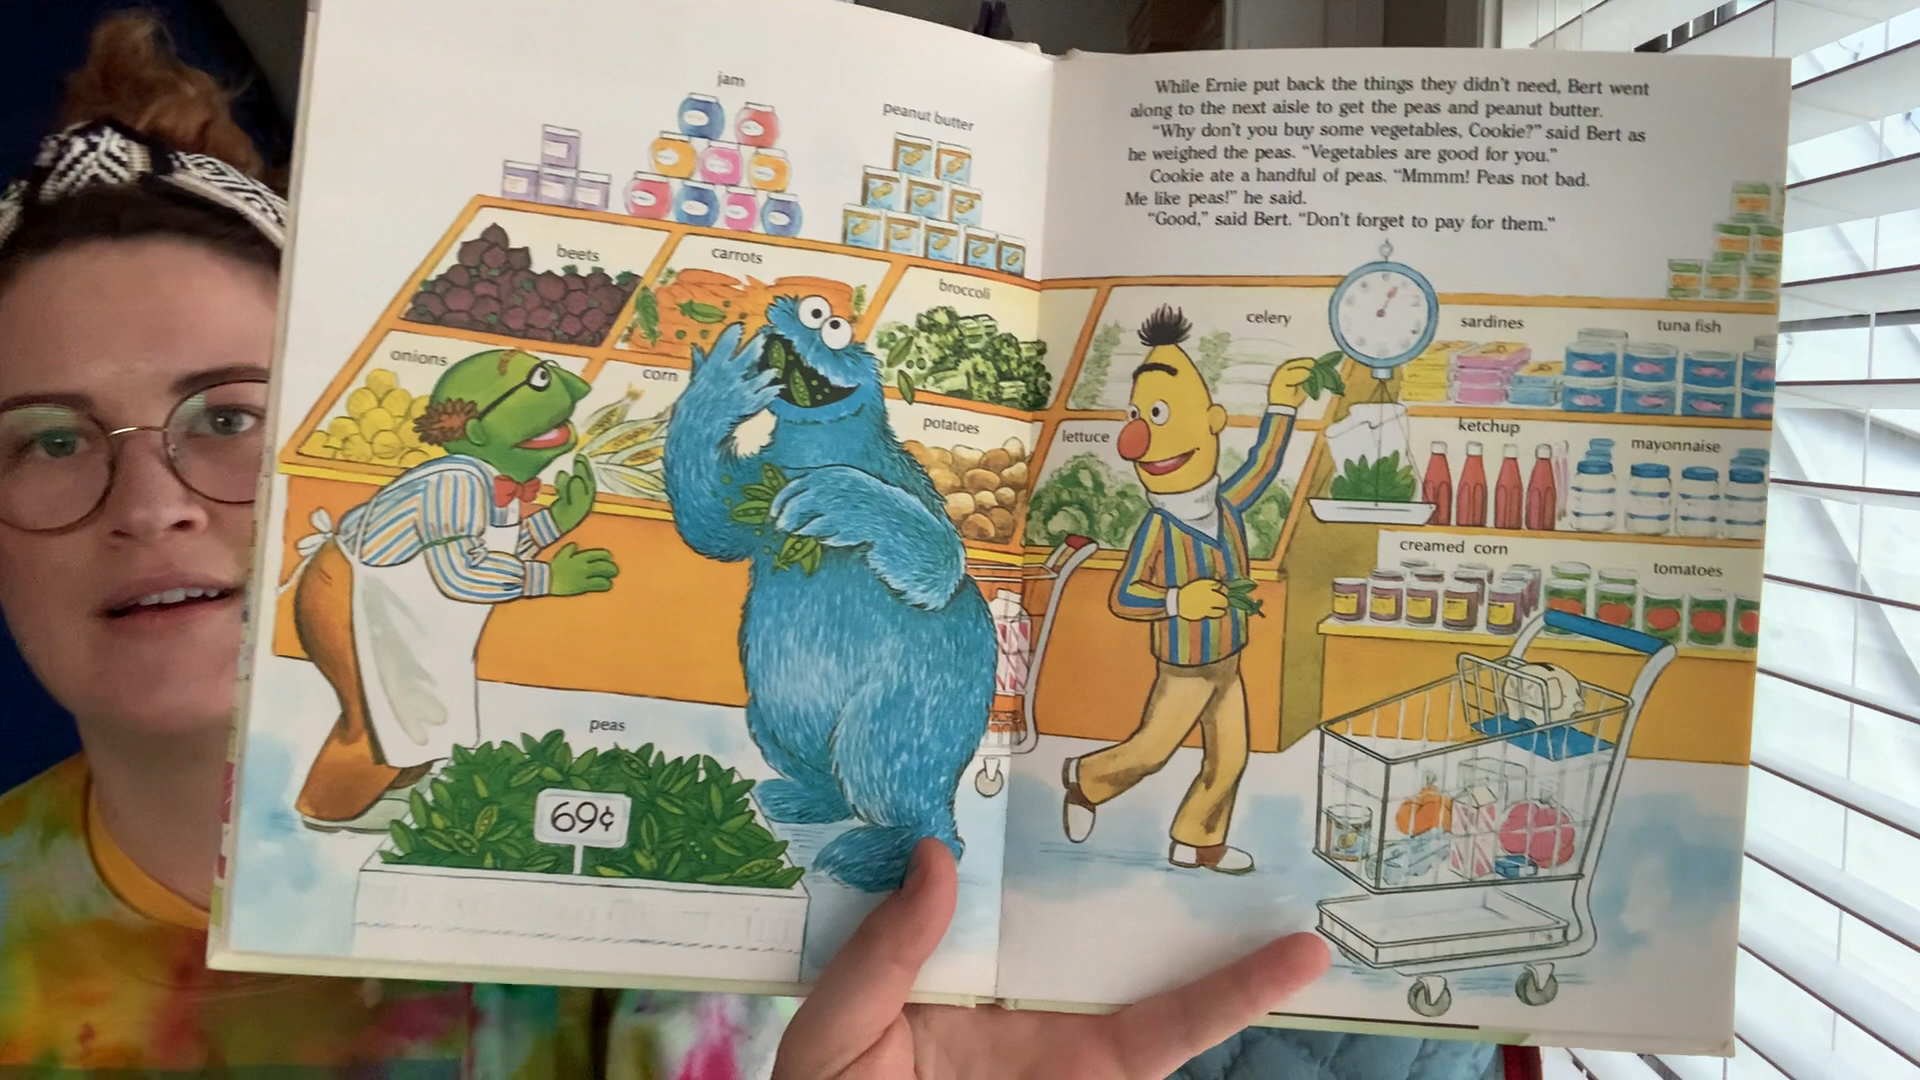 jam
peanut butter
beets
carrots
broccoli
onions
corn
potatoes
peas
69¢
While Ernie put back the things they didn't need, Bert went
along to the next aisle to get the peas and peanut butter.
"Why don't you buy some vegetables, Cookie?" said Bert as
he weighed the peas. "Vegetables are good for you."
Cookie ate a handful of peas. "Mmmm! Peas not bad.
Me like peas!" he said.
"Good," said Bert. "Don't forget to pay for them."
celery
sardines
tuna fish
lettuce
ketchup
mayonnaise
creamed corn
tomatoes